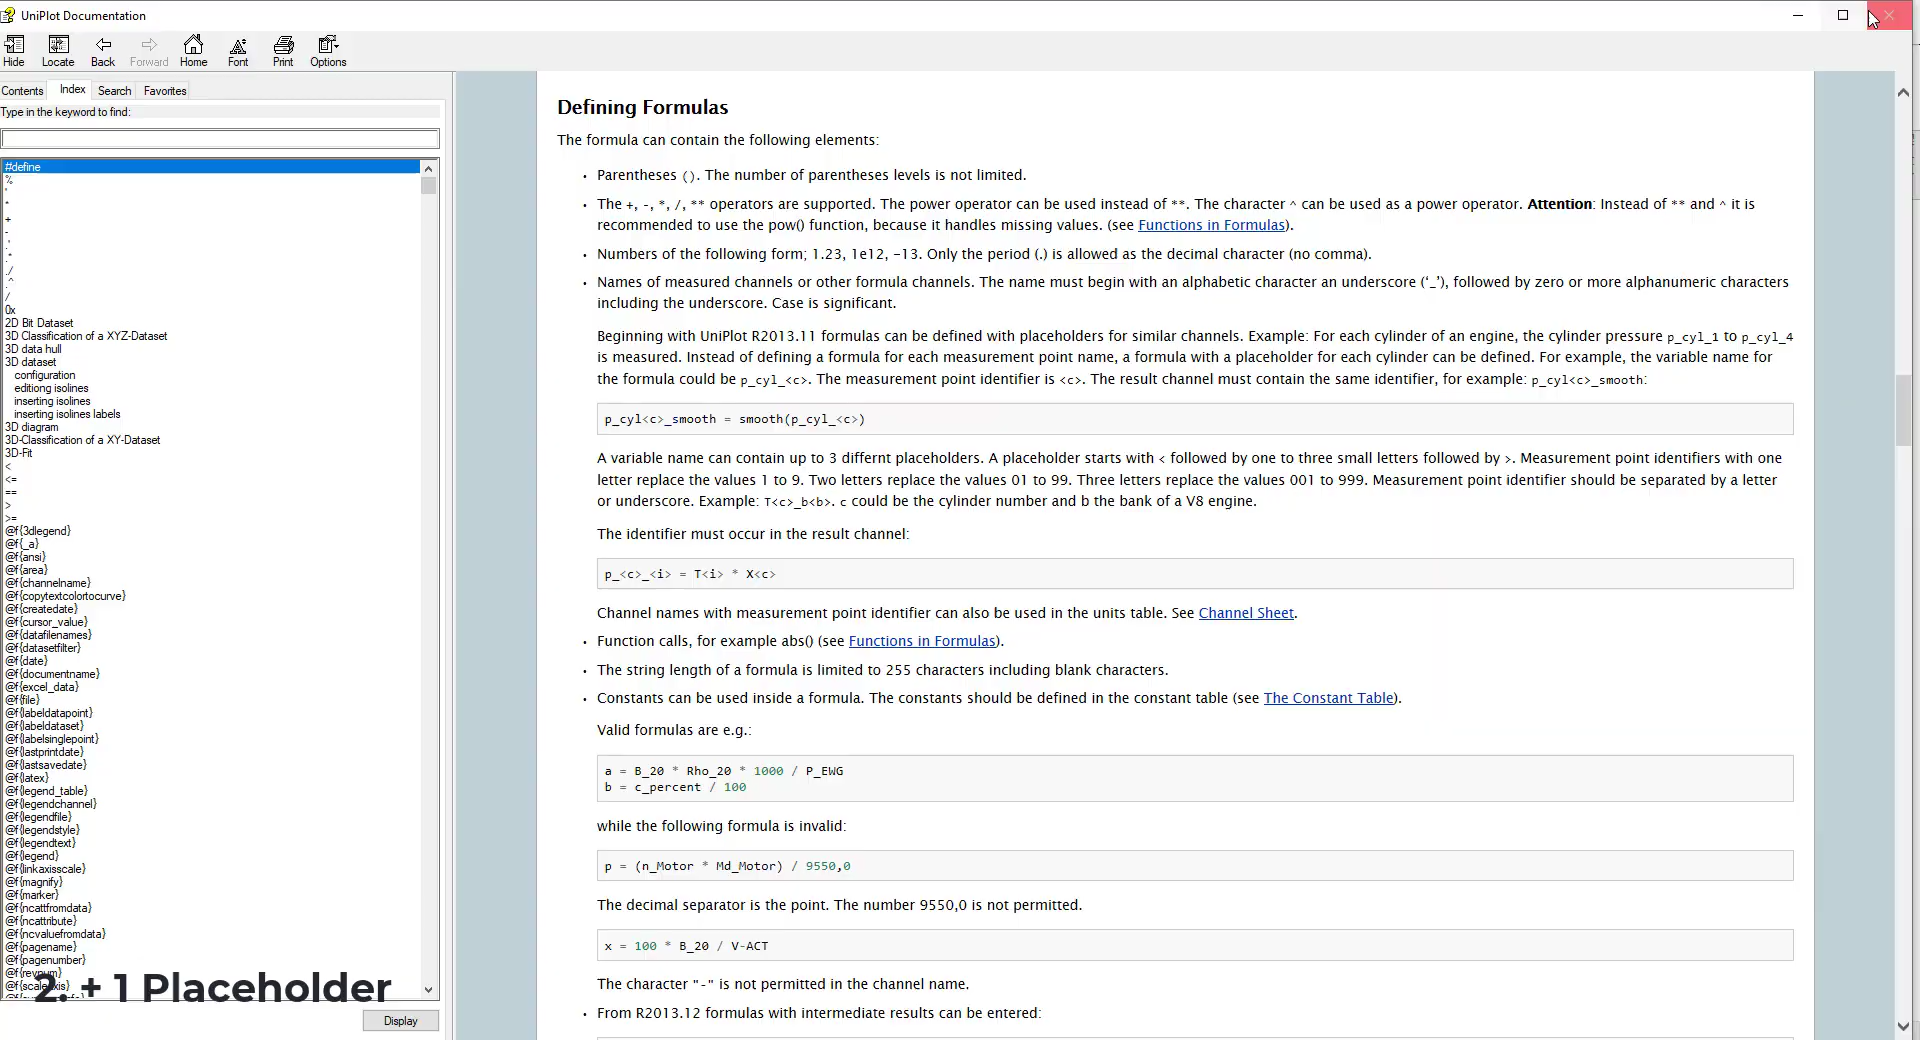 UniPlot Documentation
Hide Locate Back Forward Home Font Print Options
Contents Index Search Favorites
Type in the keyword to find:
#define
%
'
*
+
-
.'
.*
./
.^
/
0x
2D Bit Dataset
3D Classification of a XYZ-Dataset
3D data hull
3D dataset
configuration
editiong isolines
inserting isolines
inserting isolines labels
3D diagram
3D-Classification of a XY-Dataset
3D-Fit
<
<=
==
>
>=
@f{3dlegend}
@f{_a}
@f{ansi}
@f{area}
@f{channelname}
@f{copytextcolortocurve}
@f{createdate}
@f{cursor_value}
@f{datafilenames}
@f{datasetfilter}
@f{date}
@f{documentname}
@f{excel_data}
@f{file}
@f{labeldatapoint}
@f{labeldataset}
@f{labelsinglepoint}
@f{lastprintdate}
@f{lastsavedate}
@f{latex}
@f{legend_table}
@f{legendchannel}
@f{legendfile}
@f{legendstyle}
@f{legendtext}
@f{legend}
@f{linkaxisscale}
@f{magnify}
@f{marker}
@f{ncattfromdata}
@f{ncattribute}
@f{ncvaluefromdata}
@f{pagename}
@f{pagenumber}
@f{revnum}
2. + 1 Placeholder
Display
Defining Formulas
The formula can contain the following elements:
• Parentheses (). The number of parentheses levels is not limited.
• The +, -, *, /, ** operators are supported. The power operator can be used instead of **. The character ^ can be used as a power operator. Attention: Instead of ** and ^ it is
recommended to use the pow() function, because it handles missing values. (see Functions in Formulas).
• Numbers of the following form; 1.23, 1e12, -13. Only the period (.) is allowed as the decimal character (no comma).
• Names of measured channels or other formula channels. The name must begin with an alphabetic character an underscore (‘_’), followed by zero or more alphanumeric characters
including the underscore. Case is significant.
Beginning with UniPlot R2013.11 formulas can be defined with placeholders for similar channels. Example: For each cylinder of an engine, the cylinder pressure p_cyl_1 to p_cyl_4
is measured. Instead of defining a formula for each measurement point name, a formula with a placeholder for each cylinder can be defined. For example, the variable name for
the formula could be p_cyl_<c>. The measurement point identifier is <c>. The result channel must contain the same identifier, for example: p_cyl<c>_smooth:
p_cyl<c>_smooth = smooth(p_cyl_<c>)
A variable name can contain up to 3 differnt placeholders. A placeholder starts with < followed by one to three small letters followed by >. Measurement point identifiers with one
letter replace the values 1 to 9. Two letters replace the values 01 to 99. Three letters replace the values 001 to 999. Measurement point identifier should be separated by a letter
or underscore. Example: T<c>_b<b>. c could be the cylinder number and b the bank of a V8 engine.
The identifier must occur in the result channel:
p_<c>_<i> = T<i> * X<c>
Channel names with measurement point identifier can also be used in the units table. See Channel Sheet.
• Function calls, for example abs() (see Functions in Formulas).
• The string length of a formula is limited to 255 characters including blank characters.
• Constants can be used inside a formula. The constants should be defined in the constant table (see The Constant Table).
Valid formulas are e.g.:
a = B_20 * Rho_20 * 1000 / P_EWG
b = c_percent / 100
while the following formula is invalid:
p = (n_Motor * Md_Motor) / 9550,0
The decimal separator is the point. The number 9550,0 is not permitted.
x = 100 * B_20 / V-ACT
The character "-" is not permitted in the channel name.
• From R2013.12 formulas with intermediate results can be entered: